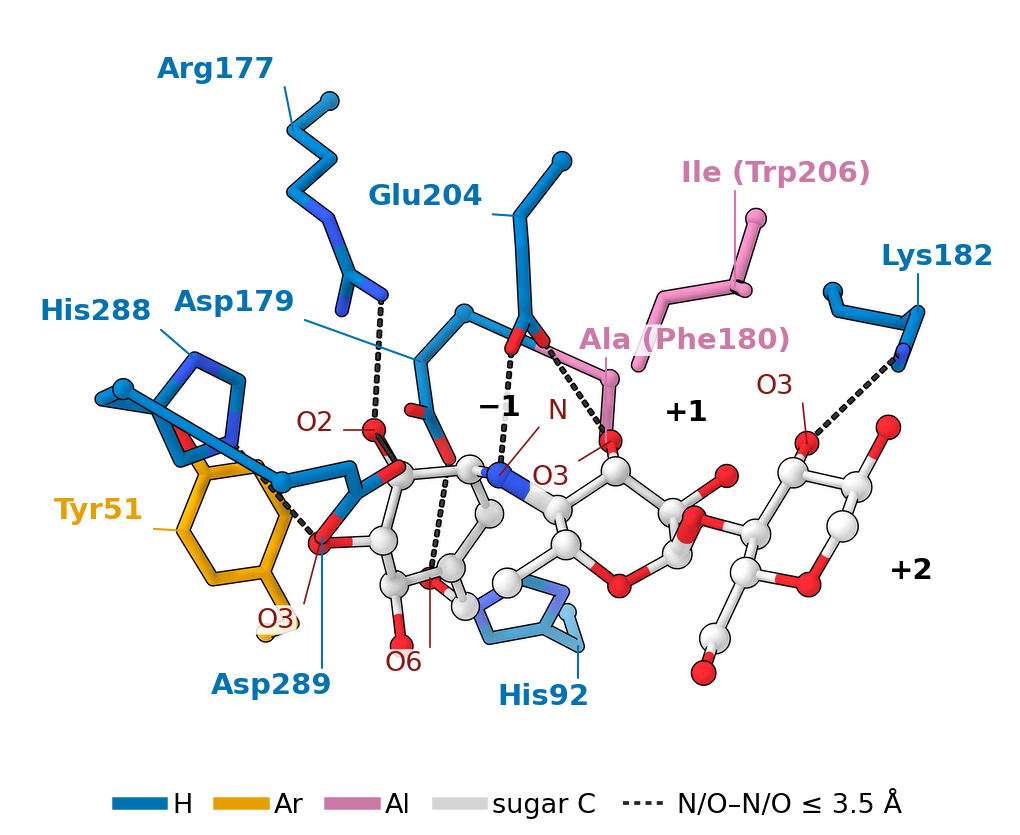 Arg177
Ile (Trp206)
Glu204
Lys182
His288
Asp179
Ala (Phe180)
O3
−1
N
+1
O2
O3
Tyr51
+2
O3
O6
Asp289
His92
H
Ar
Al
sugar C
N/O–N/O ≤ 3.5 Å